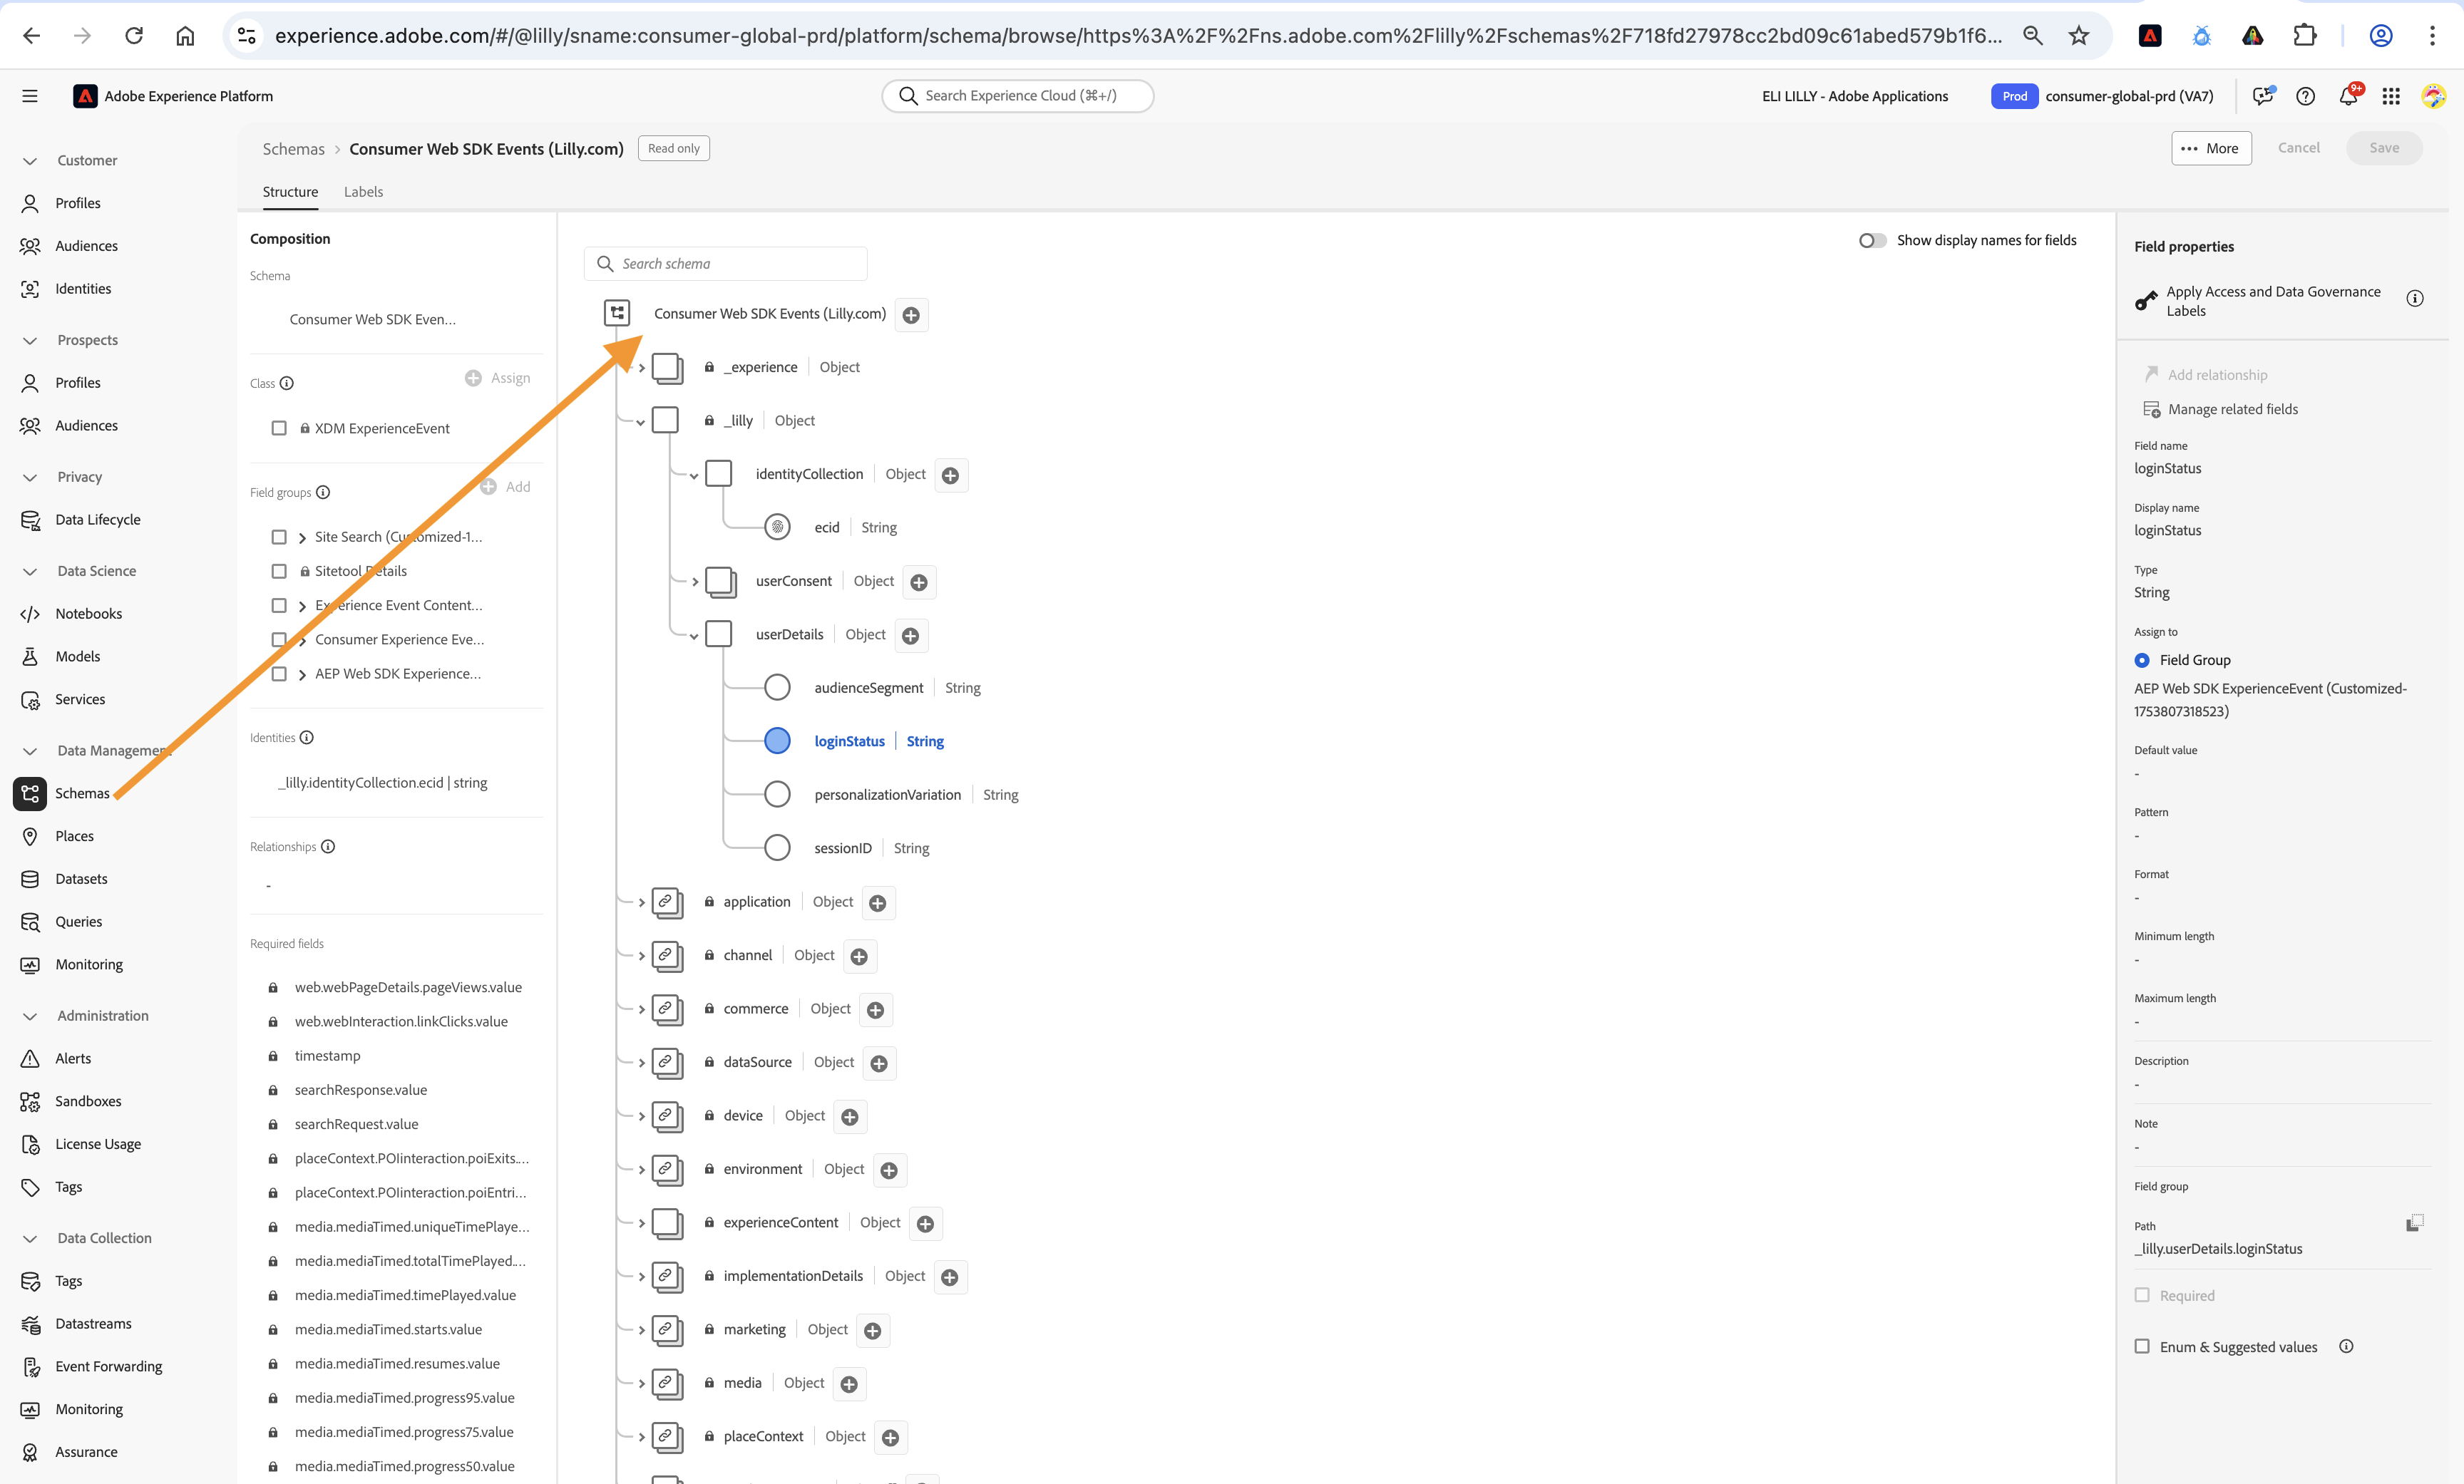 experience.adobe.com/#/@lilly/sname:consumer-global-prd/platform/schema/browse/https%3A%2F%2Fns.adobe.com%2Flilly%2Fschemas%2F718fd27978cc2bd09c61abed579b1f6...
Adobe Experience Platform
Search Experience Cloud (⌘+/)
ELI LILLY - Adobe Applications
Prod
consumer-global-prd (VA7)
9+
Customer
Profiles
Audiences
Identities
Prospects
Profiles
Audiences
Privacy
Data Lifecycle
Data Science
Notebooks
Models
Services
Data Management
Schemas
Places
Datasets
Queries
Monitoring
Administration
Alerts
Sandboxes
License Usage
Tags
Data Collection
Tags
Datastreams
Event Forwarding
Monitoring
Assurance
Schemas > Consumer Web SDK Events (Lilly.com)
Read only
More
Cancel
Save
Structure
Labels
Composition
Schema
Consumer Web SDK Even...
Class
Assign
XDM ExperienceEvent
Field groups
Add
Site Search (Customized-1...
Sitetool Details
Experience Event Content...
Consumer Experience Eve...
AEP Web SDK Experience...
Identities
_lilly.identityCollection.ecid | string
Relationships
-
Required fields
web.webPageDetails.pageViews.value
web.webInteraction.linkClicks.value
timestamp
searchResponse.value
searchRequest.value
placeContext.POIinteraction.poiExits....
placeContext.POIinteraction.poiEntri...
media.mediaTimed.uniqueTimePlaye...
media.mediaTimed.totalTimePlayed....
media.mediaTimed.timePlayed.value
media.mediaTimed.starts.value
media.mediaTimed.resumes.value
media.mediaTimed.progress95.value
media.mediaTimed.progress75.value
media.mediaTimed.progress50.value
Search schema
Show display names for fields
Consumer Web SDK Events (Lilly.com)
_experience | Object
_lilly | Object
identityCollection | Object
ecid | String
userConsent | Object
userDetails | Object
audienceSegment | String
loginStatus | String
personalizationVariation | String
sessionID | String
application | Object
channel | Object
commerce | Object
dataSource | Object
device | Object
environment | Object
experienceContent | Object
implementationDetails | Object
marketing | Object
media | Object
placeContext | Object
Field properties
Apply Access and Data Governance
Labels
Add relationship
Manage related fields
Field name
loginStatus
Display name
loginStatus
Type
String
Assign to
Field Group
AEP Web SDK ExperienceEvent (Customized-
1753807318523)
Default value
-
Pattern
-
Format
-
Minimum length
-
Maximum length
-
Description
-
Note
-
Field group
Path
_lilly.userDetails.loginStatus
Required
Enum & Suggested values